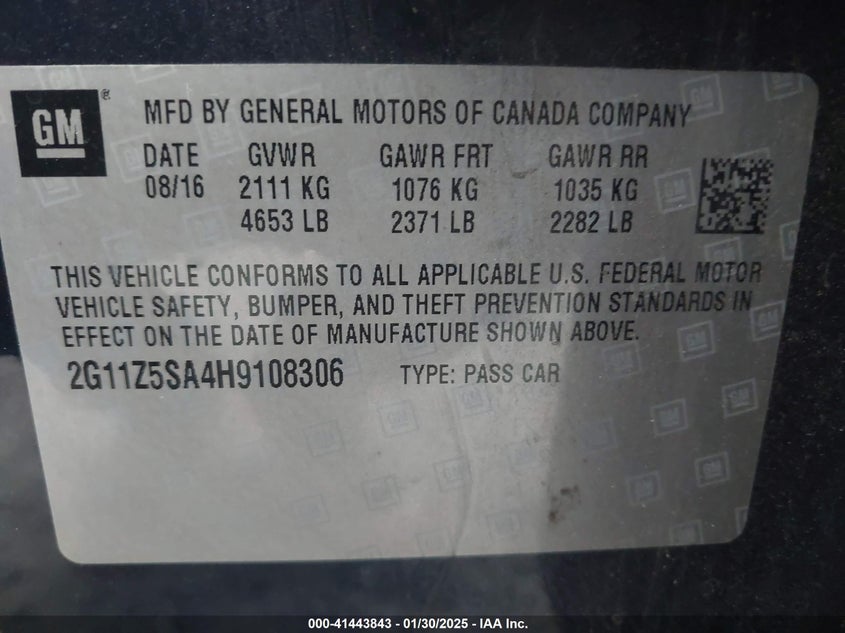 GM ®
MFD BY GENERAL MOTORS OF CANADA COMPANY
DATE GVWR GAWR FRT GAWR RR
08/16 2111 KG 1076 KG 1035 KG
4653 LB 2371 LB 2282 LB
THIS VEHICLE CONFORMS TO ALL APPLICABLE U.S. FEDERAL MOTOR
VEHICLE SAFETY, BUMPER, AND THEFT PREVENTION STANDARDS IN
EFFECT ON THE DATE OF MANUFACTURE SHOWN ABOVE.
2G11Z5SA4H9108306 TYPE: PASS CAR
000-41443843 — 01/30/2025 - IAA Inc.